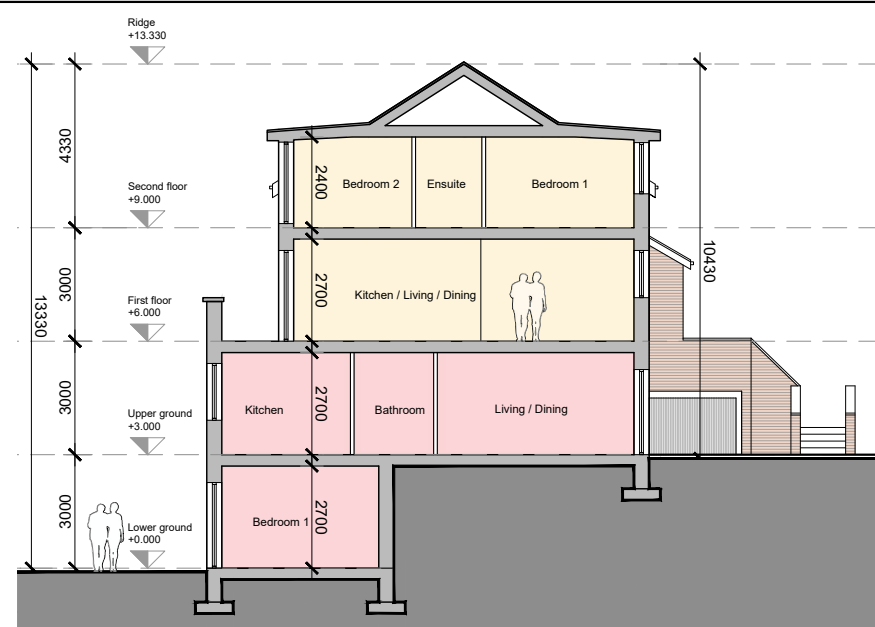 Ridge
+13.330
4330
Second floor
+9.000
2400
Bedroom 2
Ensuite
Bedroom 1
10430
3000
13330
First floor
+6.000
2700
Kitchen / Living / Dining
3000
Upper ground
+3.000
Kitchen
2700
Bathroom
Living / Dining
3000
Lower ground
+0.000
Bedroom 1
2700